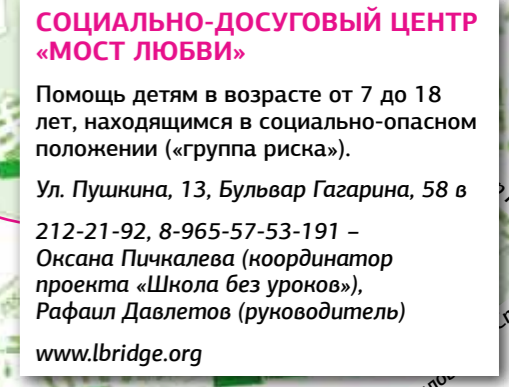 СОЦИАЛЬНО-ДОСУГОВЫЙ ЦЕНТР
«МОСТ ЛЮБВИ»
Помощь детям в возрасте от 7 до 18
лет, находящимся в социально-опасном
положении («группа риска»).
Ул. Пушкина, 13, Бульвар Гагарина, 58 в
212-21-92, 8-965-57-53-191 –
Оксана Пичкалева (координатор
проекта «Школа без уроков»),
Рафаил Давлетов (руководитель)
www.lbridge.org